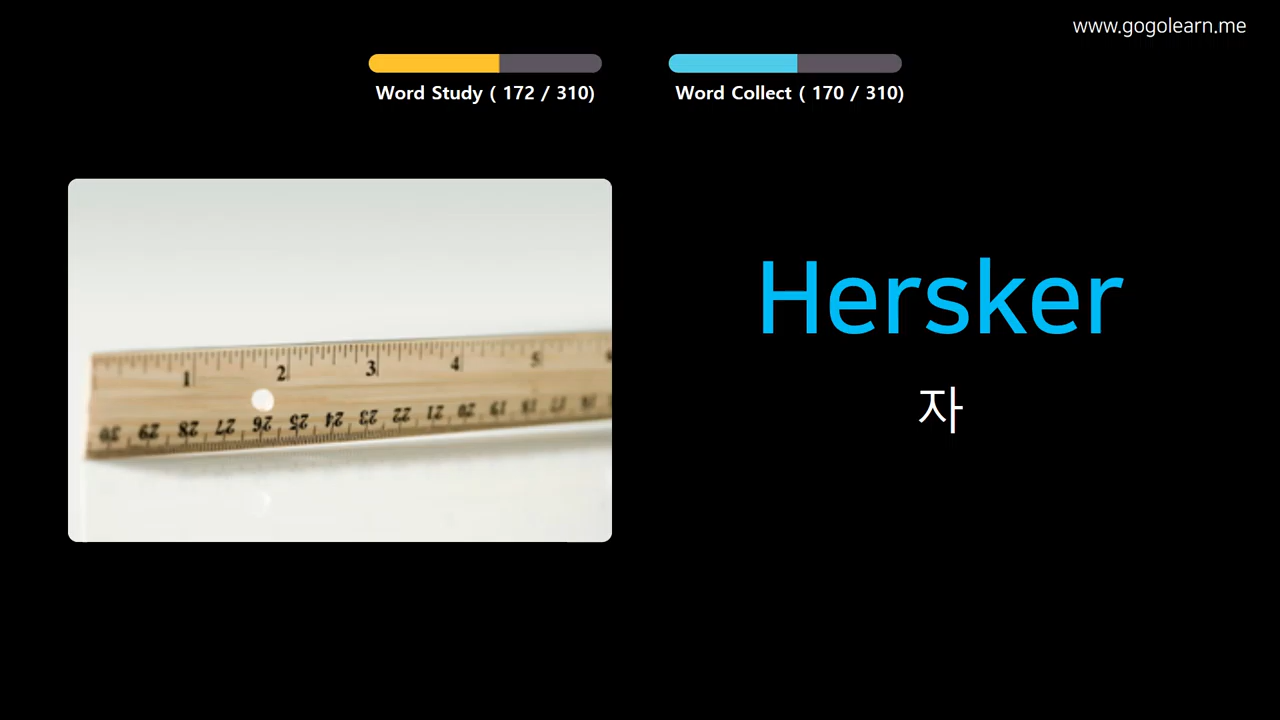 www.gogolearn.me
Word Study ( 172 / 310)
Word Collect ( 170 / 310)
Hersker
자
1 2 3 4 5
30 29 28 27 26 25 24 23 22 21 20 19 18 17 16